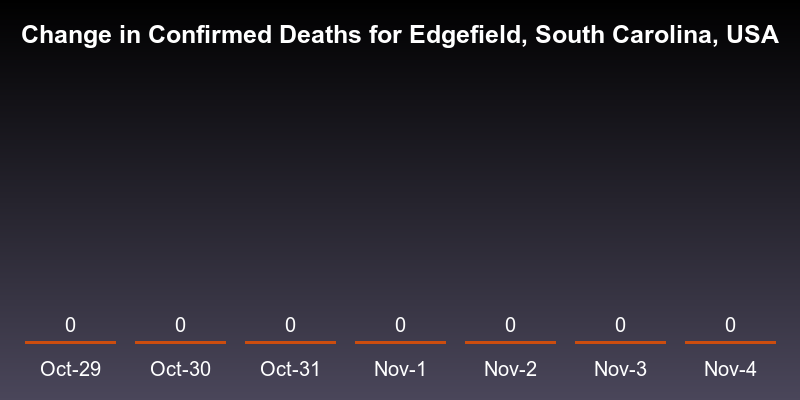 Change in Confirmed Deaths for Edgefield, South Carolina, USA
0 0 0 0 0 0 0
Oct-29 Oct-30 Oct-31 Nov-1 Nov-2 Nov-3 Nov-4